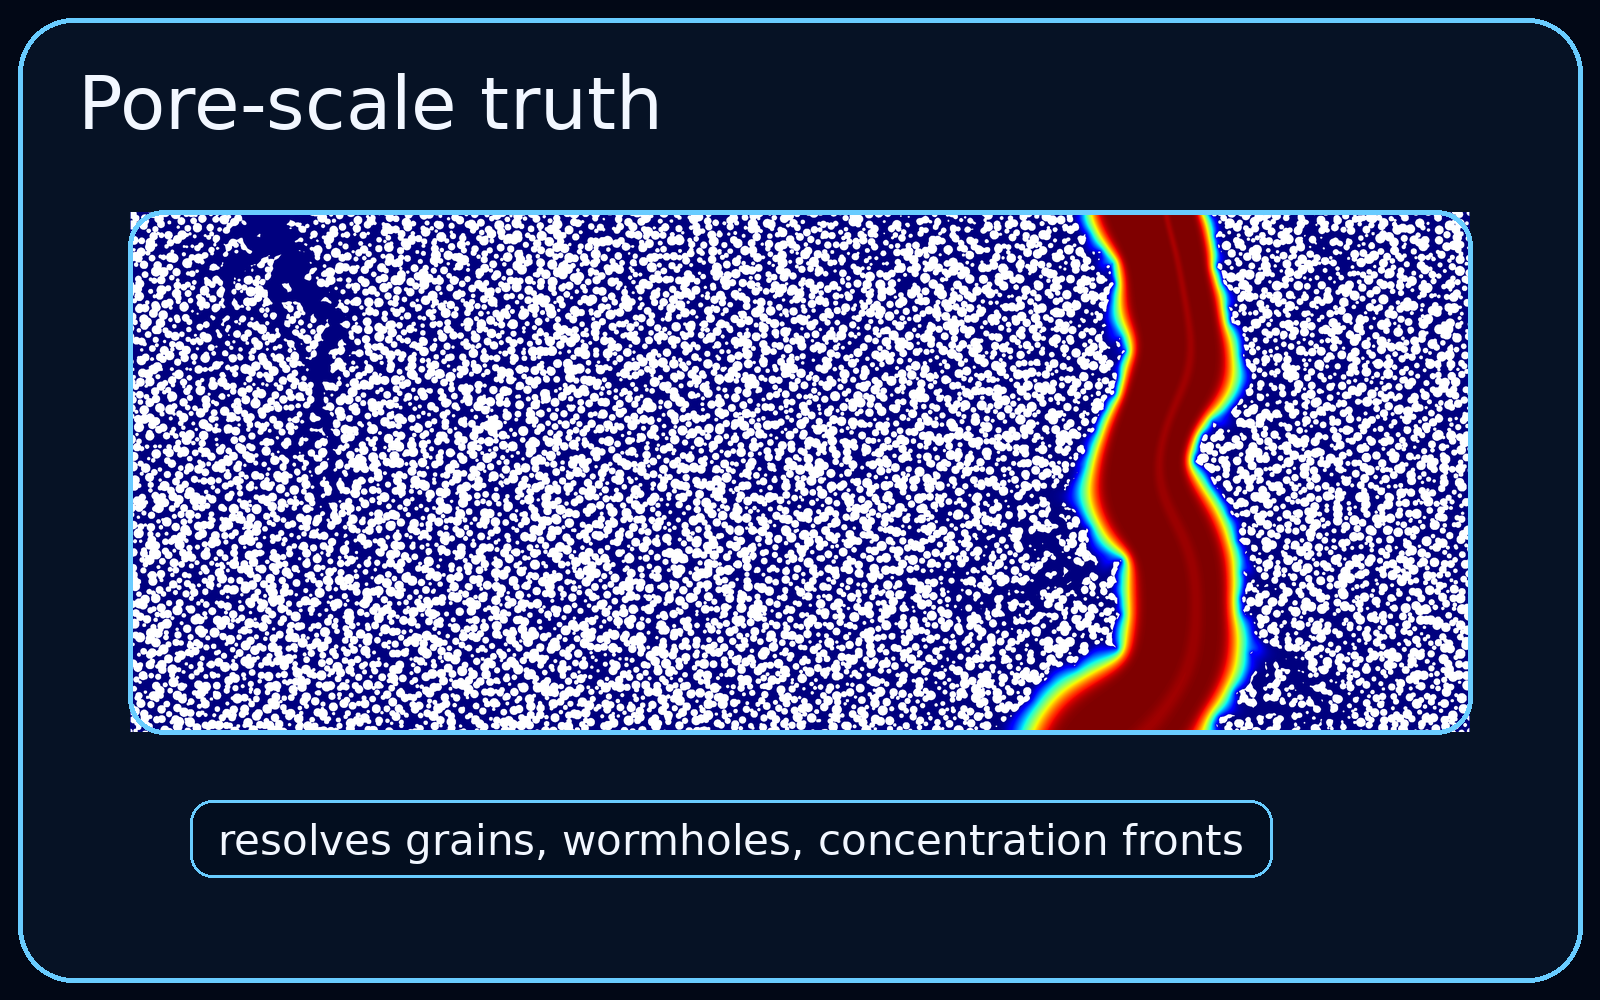 Pore-scale truth
resolves grains, wormholes, concentration fronts